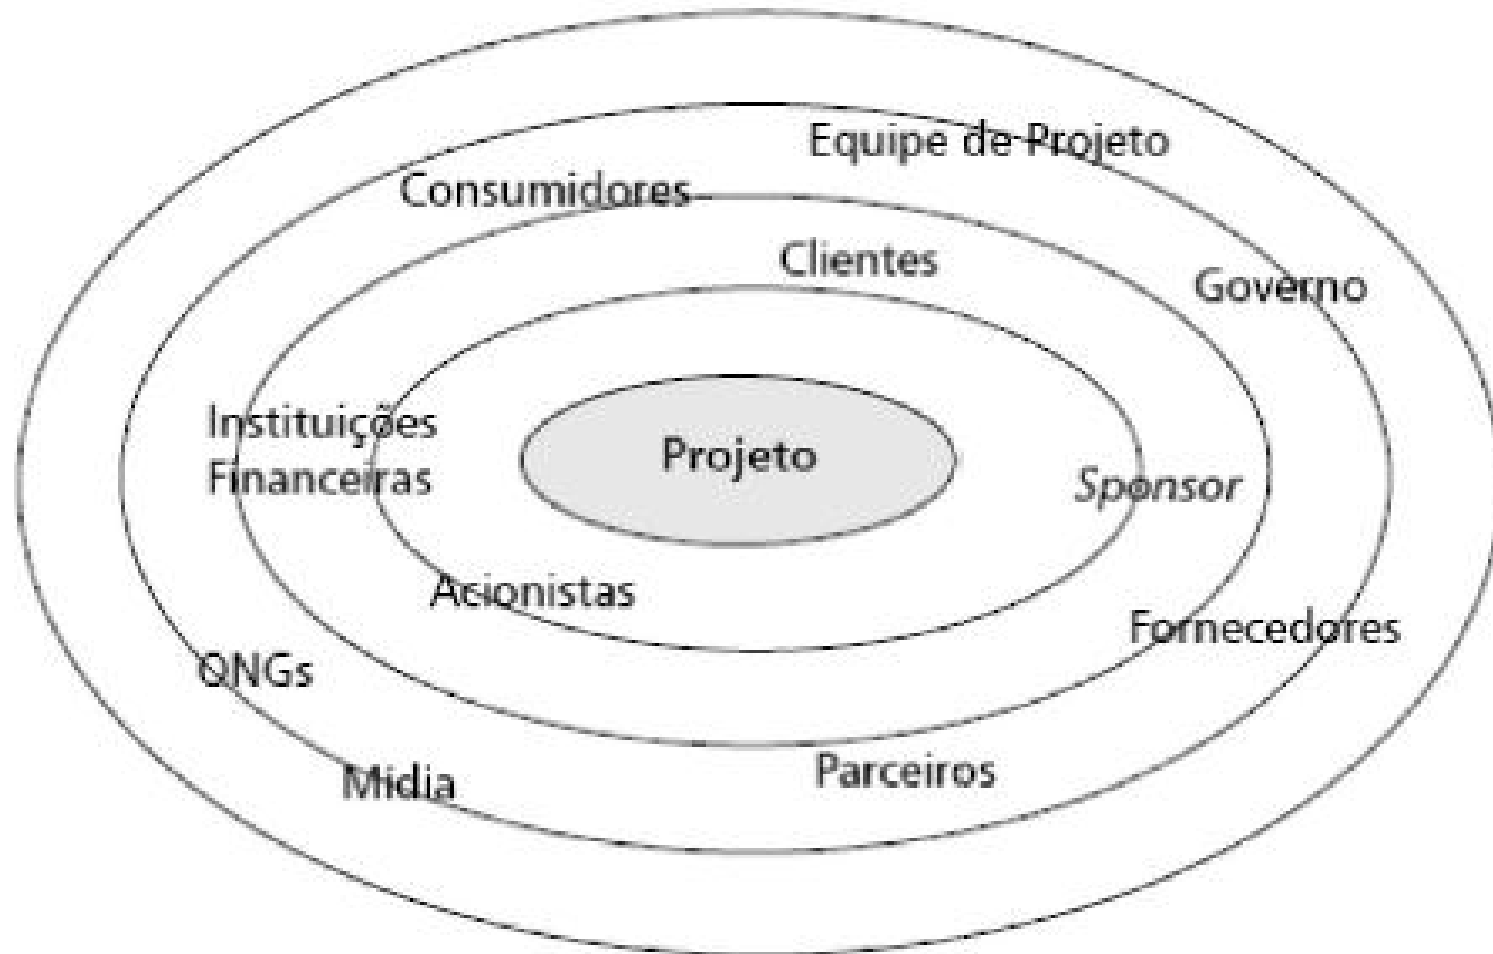 Equipe de Projeto
Consumidores
Clientes
Governo
Instituições
Financeiras
Projeto
Sponsor
Acionistas
Fornecedores
ONGs
Mídia
Parceiros